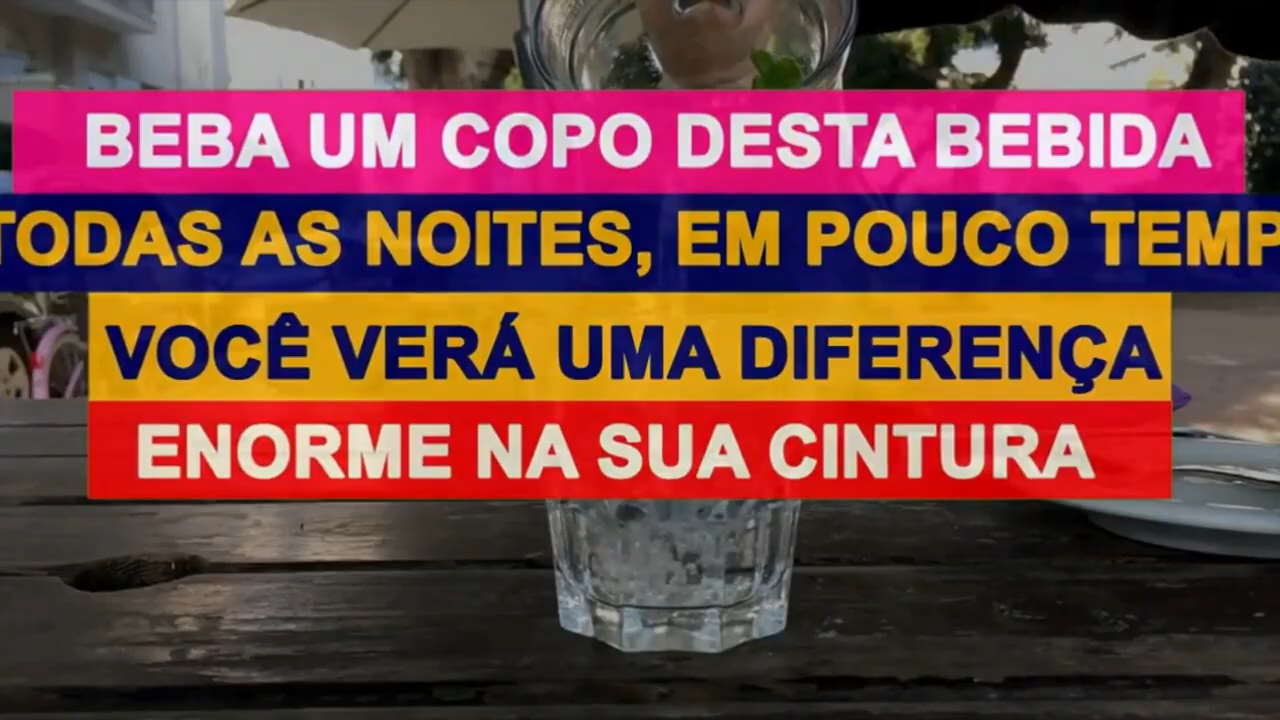 BEBA UM COPO DESTA BEBIDA
TODAS AS NOITES, EM POUCO TEMP
VOCÊ VERÁ UMA DIFERENÇA
ENORME NA SUA CINTURA